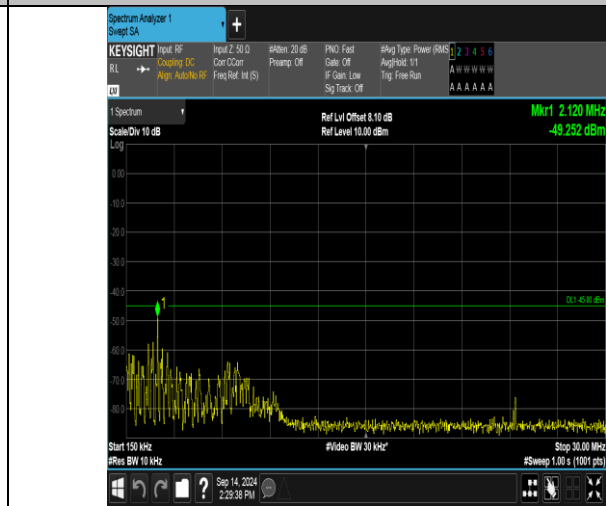 Spectrum Analyzer 1
Swept SA
+
KEYSIGHT Input: RF Input Z: 50 Ω #Atten: 20 dB PNO: Fast #Avg Type: Power (RMS 1 2 3 4 5 6
RL Coupling: DC Corr CCorr Preamp: Off Gate: Off Avg|Hold: 1/1 A W W W W W
Align: Auto/No RF Freq Ref: Int (S) IF Gain: Low Trig: Free Run A A A A A A
Sig Track: Off
LXI
1 Spectrum Ref Lvl Offset 8.10 dB Mkr1 2.120 MHz
Scale/Div 10 dB Ref Level 10.00 dBm -49.252 dBm
Log
0.00
-10.0
-20.0
-30.0
-40.0
1
DL1 -45.00 dBm
-50.0
-60.0
-70.0
-80.0
Start 150 kHz #Video BW 30 kHz* Stop 30.00 MHz
#Res BW 10 kHz #Sweep 1.00 s (1001 pts)
? Sep 14, 2024
2:29:38 PM